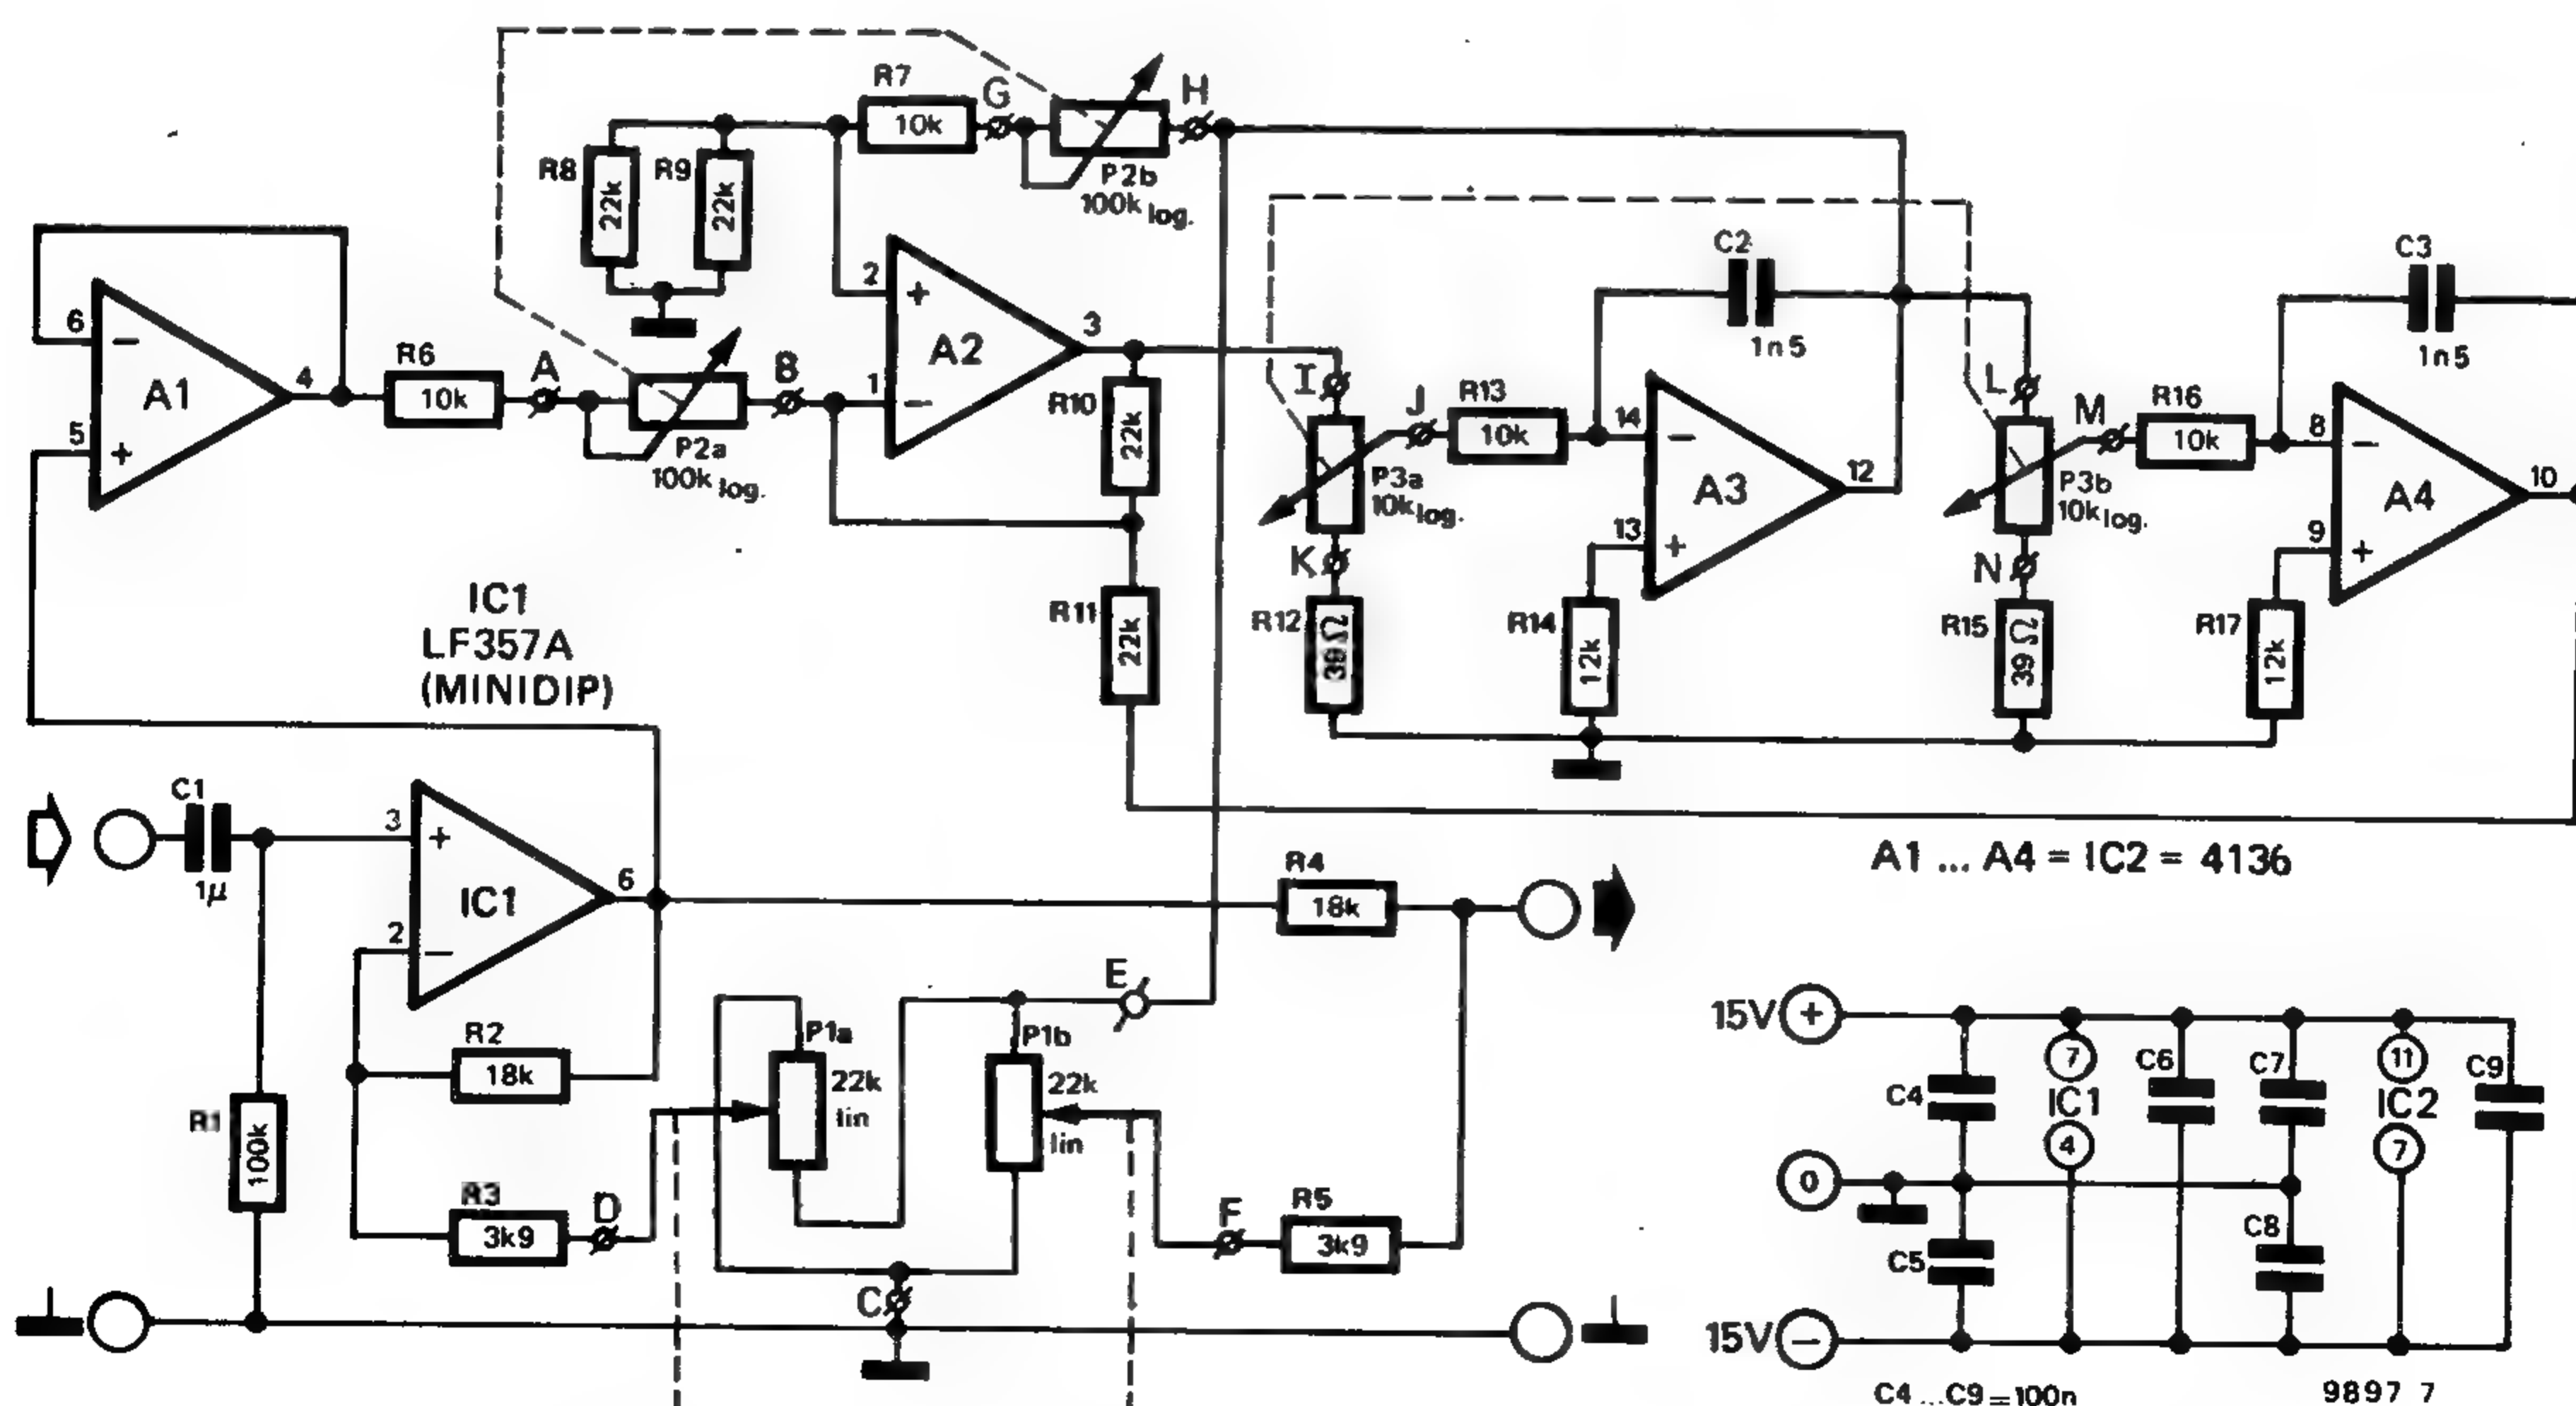 R7
10k
G
H
P2b
100k log.
R8
22k
R9
22k
6
−
A1
4
5
+
R6
10k
A
P2a
100k log.
B
2
+
A2
3
1
−
R10
22k
R11
22k
I
J
P3a
10k log.
K
R12
39Ω
R13
10k
C2
1n5
14
−
A3
12
13
+
R14
12k
L
M
P3b
10k log.
N
R15
39Ω
R16
10k
C3
1n5
8
−
A4
10
9
+
R17
12k
IC1
LF357A
(MINIDIP)
A1 ... A4 = IC2 = 4136
C1
1µ
3
+
IC1
6
2
−
R1
100k
R2
18k
R3
3k9
D
P1a
22k
lin
P1b
22k
lin
E
C
F
R4
18k
R5
3k9
15V +
0
15V −
C4
C5
7
IC1
4
C6
C7
C8
11
IC2
7
C9
C4 ... C9 = 100n
9897 7